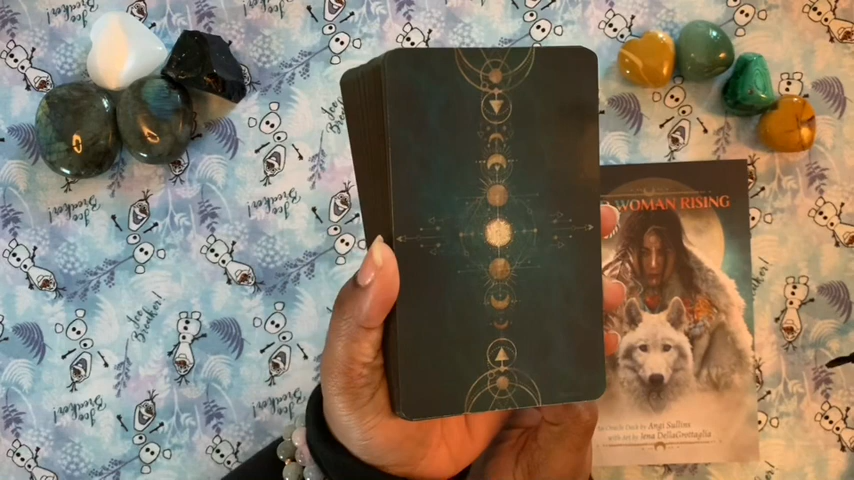 WOMAN RISING
Oracle Deck by Angi Sullins
with Art by Jena DellaGrottaglia
Ice
Breaker!